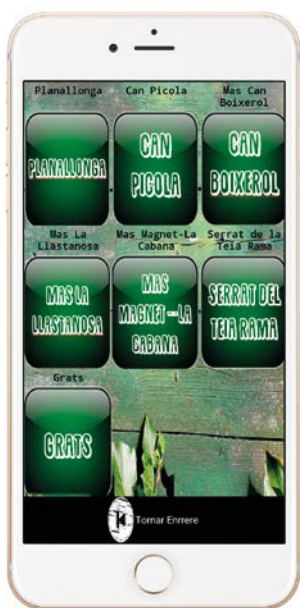 Planallonga
Can Picola
Mas Can
Boixerol
PLANALLONGA
CAN
PICOLA
CAN
BOIXEROL
Mas La
Llastanosa
Mas Magnet-La
Cabana
Serrat de la
Teia Rama
MAS LA
LLASTANOSA
MAS
MAGNET--LA
CABANA
SERRAT DEL
TEIA RAMA
Grats
GRATS
Tornar Enrrere